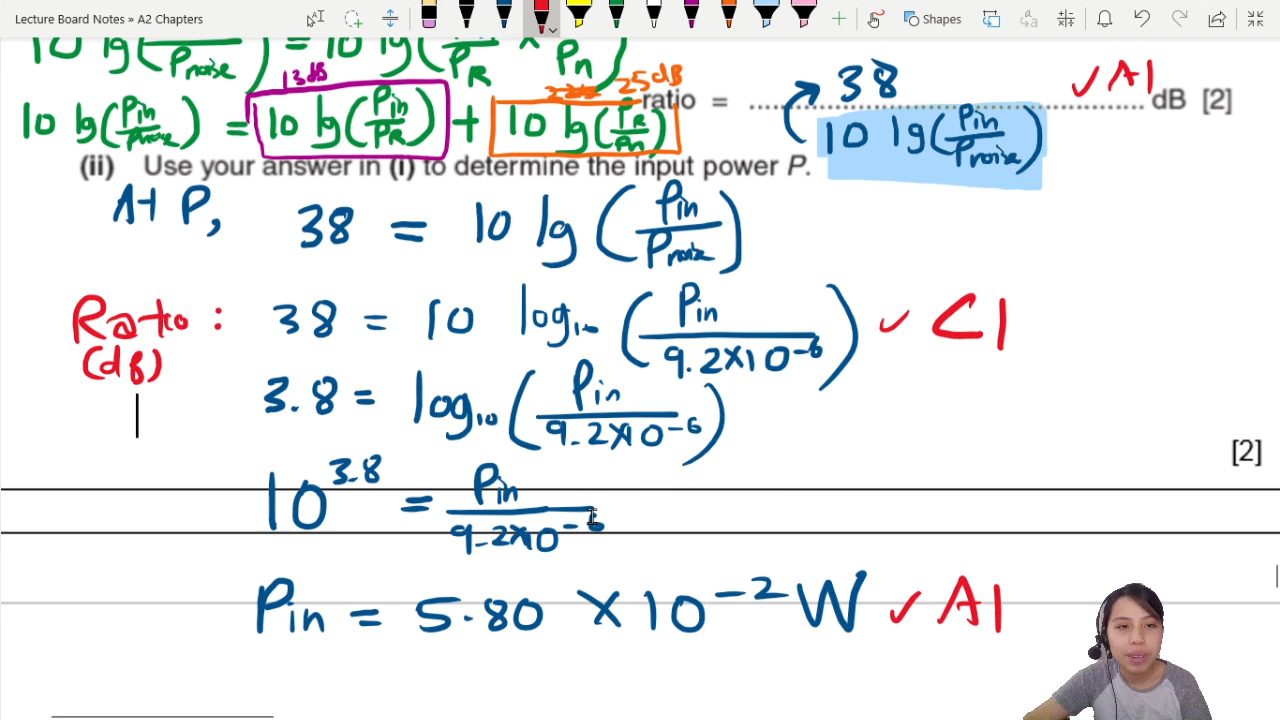 Lecture Board Notes » A2 Chapters
Shapes
10 lg(/Pnoise) = 10 lg(Pin/PR × /Pn)
13dB
25dB
10 lg(Pin/Pnoise) = 10 lg(Pin/PR) + 10 lg(PR/Pn)
38
✓A1
ratio = ........................................ dB [2]
10 lg(Pin/Pnoise)
(ii) Use your answer in (i) to determine the input power P.
At P, 38 = 10 lg (Pin/Pnoise)
Ratio : 38 = 10 log10 (Pin/9.2×10^-6) ✓ C1
(dB)
3.8 = log10 (Pin/9.2×10^-6)
[2]
10^3.8 = Pin/9.2×10^-6
Pin = 5.80 × 10^-2 W ✓ A1